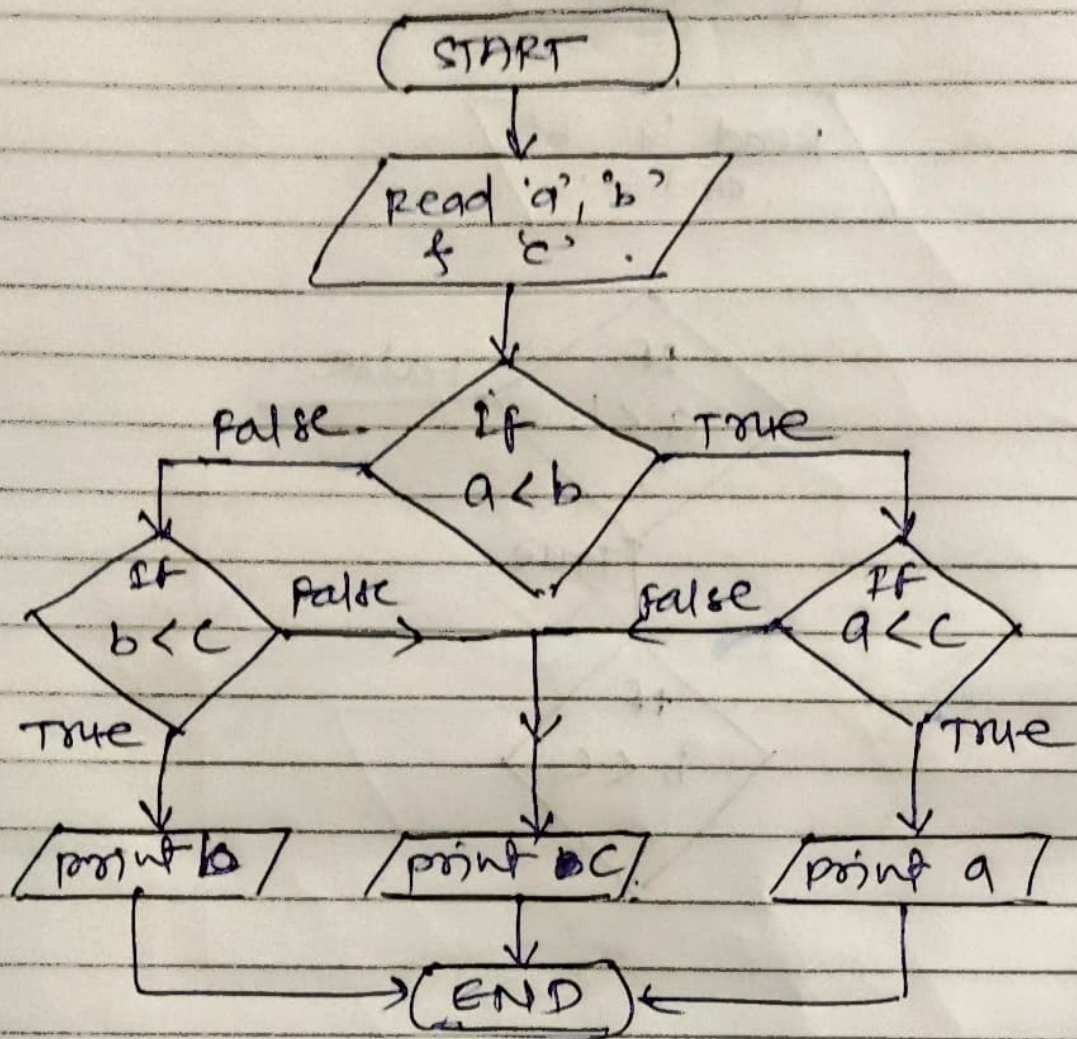 START
Read 'a', 'b'
& 'c'.
If
a<b
False
True
If
b<c
False
True
If
a<c
False
True
print b
print c
print a
END